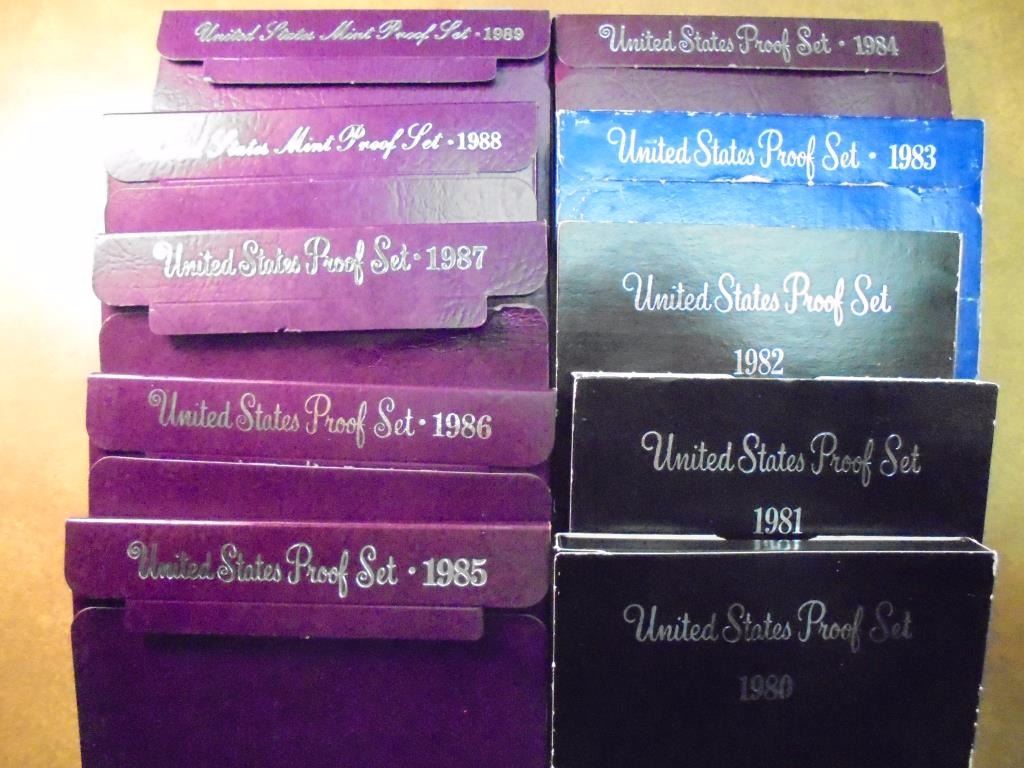 United States Mint Proof Set · 1989
States Mint Proof Set · 1988
United States Proof Set · 1987
United States Proof Set · 1986
United States Proof Set · 1985
United States Proof Set · 1984
United States Proof Set · 1983
United States Proof Set
1982
United States Proof Set
1981
United States Proof Set
1980